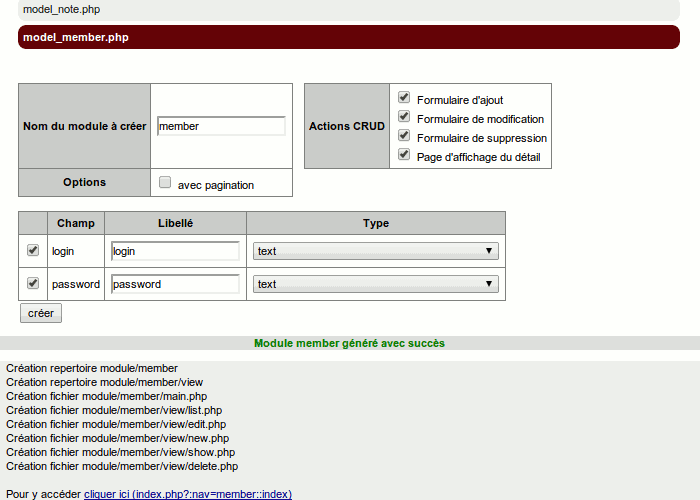 model_note.php
model_member.php
Nom du module à créer
member
Options
avec pagination
Actions CRUD
Formulaire d'ajout
Formulaire de modification
Formulaire de suppression
Page d'affichage du détail
Champ Libellé Type
login login text
password password text
créer
Module member généré avec succès
Création repertoire module/member
Création repertoire module/member/view
Création fichier module/member/main.php
Création fichier module/member/view/list.php
Création fichier module/member/view/edit.php
Création fichier module/member/view/new.php
Création fichier module/member/view/show.php
Création fichier module/member/view/delete.php
Pour y accéder cliquer ici (index.php?:nav=member::index)